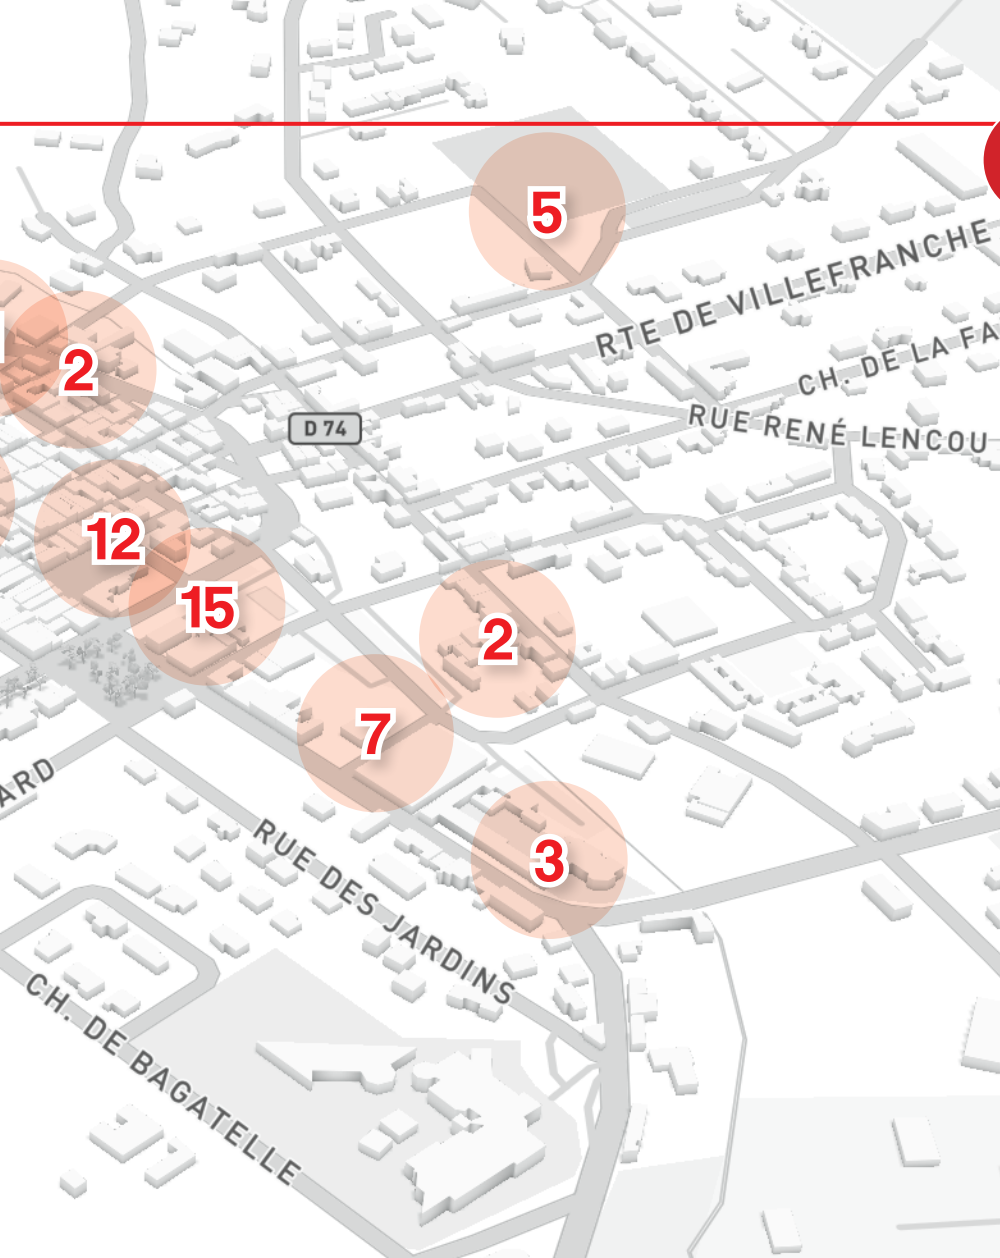 5
RTE DE VILLEFRANCHE
2
CH. DE LA FA
RUE RENÉ LENCOU
D 74
12
15
2
7
ARD
3
RUE DES JARDINS
CH. DE BAGATELLE